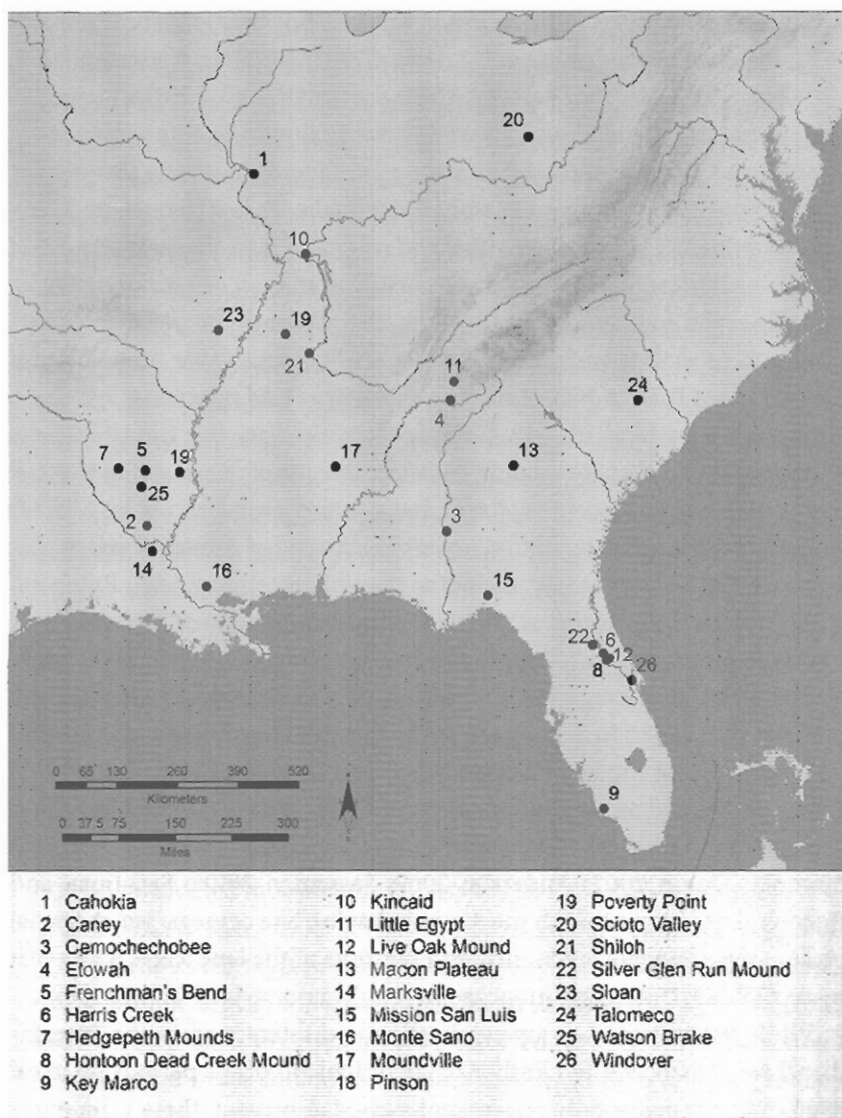 20
1
10
23
19
21
11
4
24
7
5
19
17
13
25
2
3
14
16
15
22
6
12
8
26
9
0 65 130 260 390 520
Kilometers
0 37.5 75 150 225 300
Miles
1 Cahokia
2 Caney
3 Cemochechobee
4 Etowah
5 Frenchman's Bend
6 Harris Creek
7 Hedgepeth Mounds
8 Hontoon Dead Creek Mound
9 Key Marco
10 Kincaid
11 Little Egypt
12 Live Oak Mound
13 Macon Plateau
14 Marksville
15 Mission San Luis
16 Monte Sano
17 Moundville
18 Pinson
19 Poverty Point
20 Scioto Valley
21 Shiloh
22 Silver Glen Run Mound
23 Sloan
24 Talomeco
25 Watson Brake
26 Windover